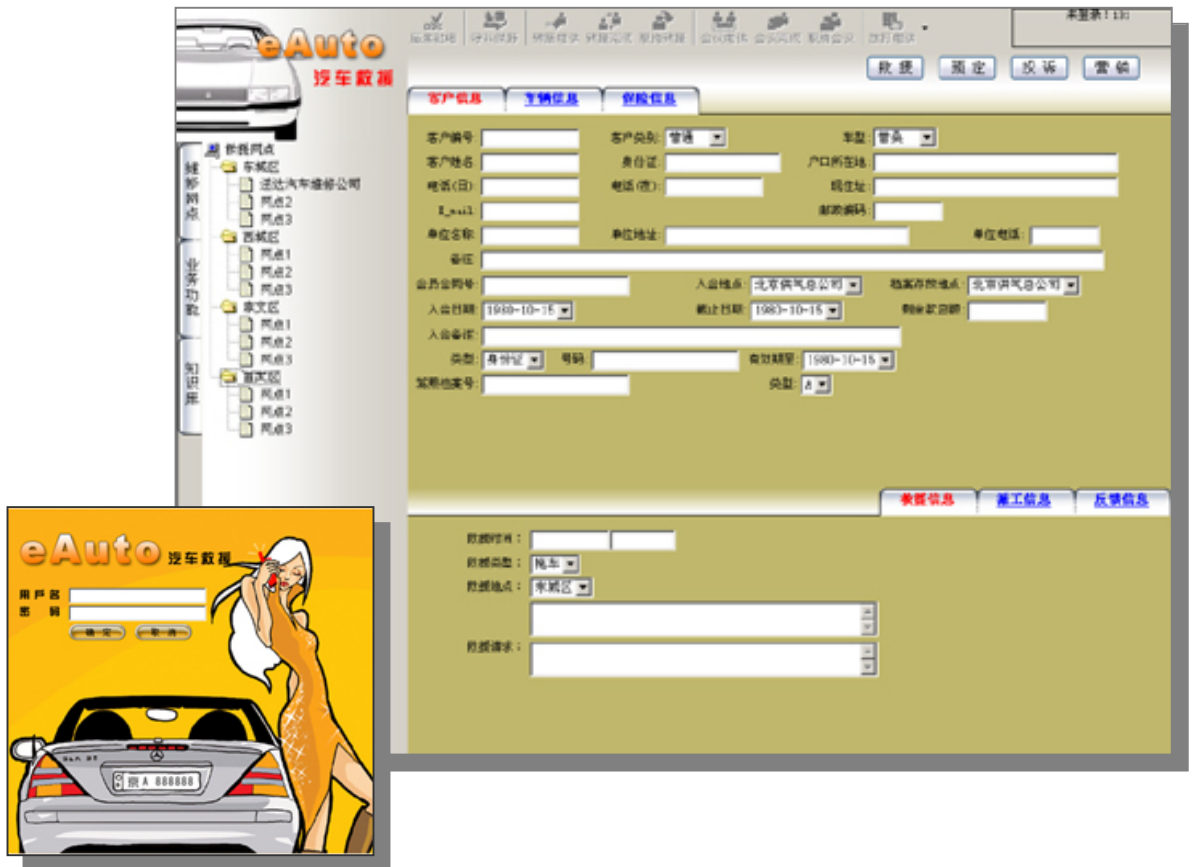 eAuto
汽车救援
未登录！
救 援 预 定 投 诉 营 销
客户信息 车辆信息 保险信息
客户编号: 客户类别: 普通 车型:
客户姓名: 身份证: 户口所在地:
电话(日): 电话(夜): 现住址:
E_mail: 邮政编码:
单位名称: 单位地址: 单位电话:
备注:
会员合同号: 入会地点: 北京供气总公司 档案存放地点: 北京供气总公司
入会日期: 1980-10-15 截止日期: 1980-10-15 剩余款总额:
入会备注:
类型: 身份证 号码: 有效期至: 1980-10-15
驾照档案号: 类型: A
维修网点
业务功能
知识库
救援网点
汽车维修公司
网点2
网点3
西城区
网点1
网点2
网点3
崇文区
网点1
网点2
网点3
宣武区
网点1
网点2
网点3
救援信息 派工信息 反馈信息
救援时间：
救援类型： 拖车
救援地点： 东城区
救援请求：
eAuto 汽车救援
用户名
密 码
确 定 取 消
京A 888888